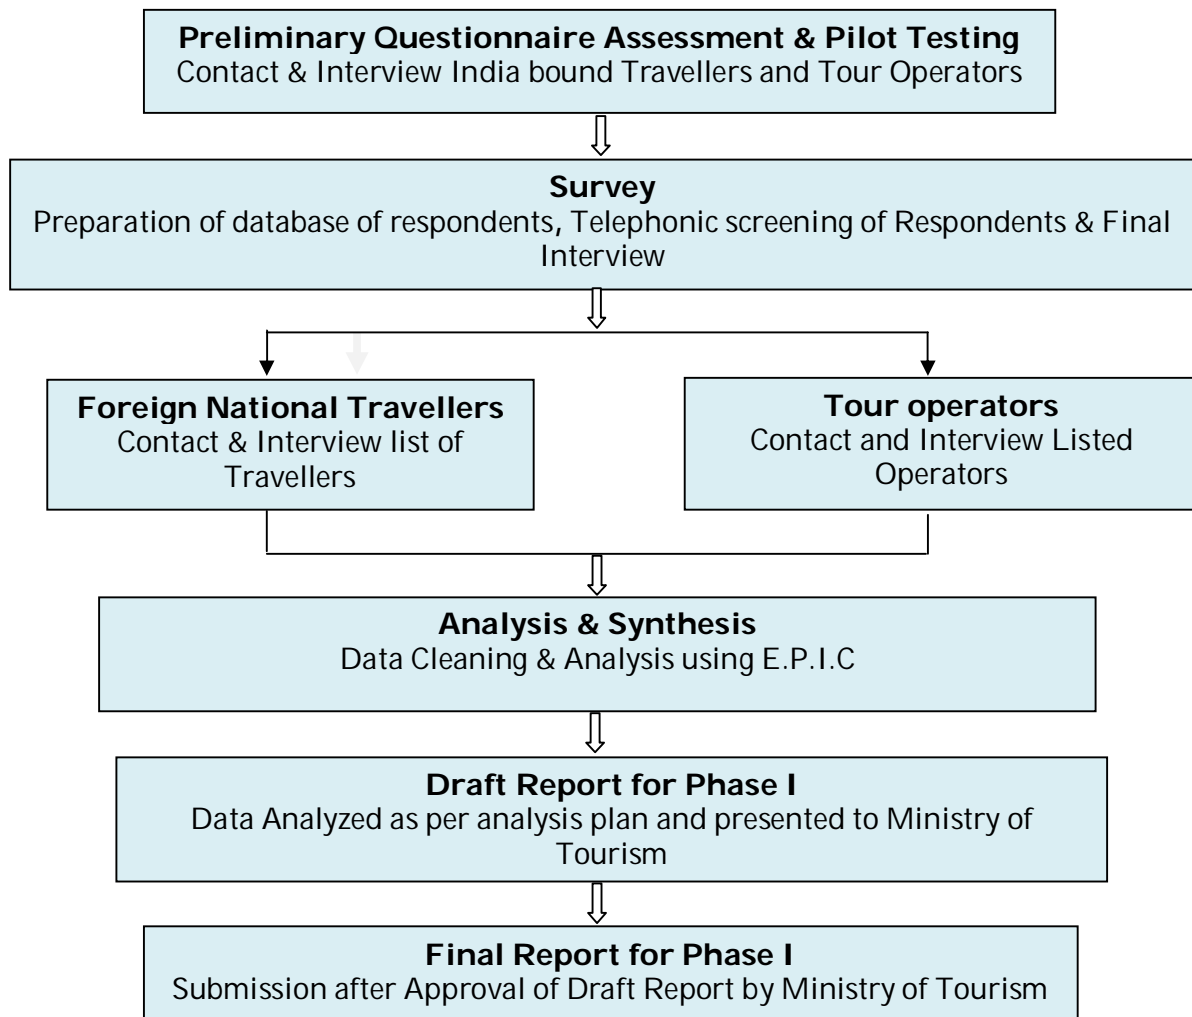 Preliminary Questionnaire Assessment & Pilot Testing
Contact & Interview India bound Travellers and Tour Operators
Survey
Preparation of database of respondents, Telephonic screening of Respondents & Final
Interview
Foreign National Travellers
Contact & Interview list of
Travellers
Tour operators
Contact and Interview Listed
Operators
Analysis & Synthesis
Data Cleaning & Analysis using E.P.I.C
Draft Report for Phase I
Data Analyzed as per analysis plan and presented to Ministry of
Tourism
Final Report for Phase I
Submission after Approval of Draft Report by Ministry of Tourism